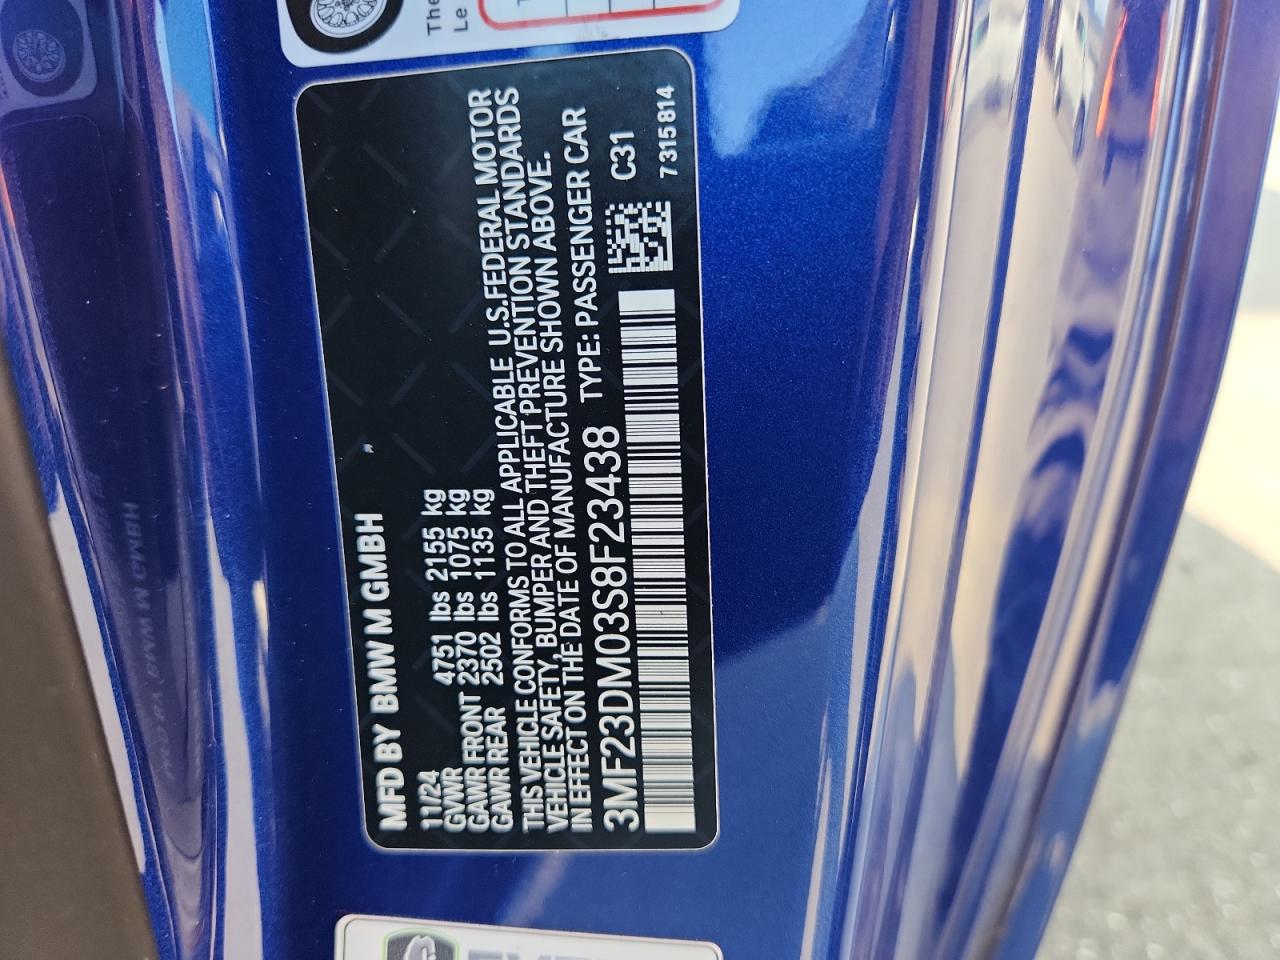 The
Le
MFD BY BMW M GMBH
11/24
GVWR 4751 lbs 2155 kg
GAWR FRONT 2370 lbs 1075 kg
GAWR REAR 2502 lbs 1135 kg
THIS VEHICLE CONFORMS TO ALL APPLICABLE U.S.FEDERAL MOTOR
VEHICLE SAFETY, BUMPER AND THEFT PREVENTION STANDARDS
IN EFFECT ON THE DATE OF MANUFACTURE SHOWN ABOVE.
3MF23DM03S8F23438 TYPE: PASSENGER CAR
C31
7315814